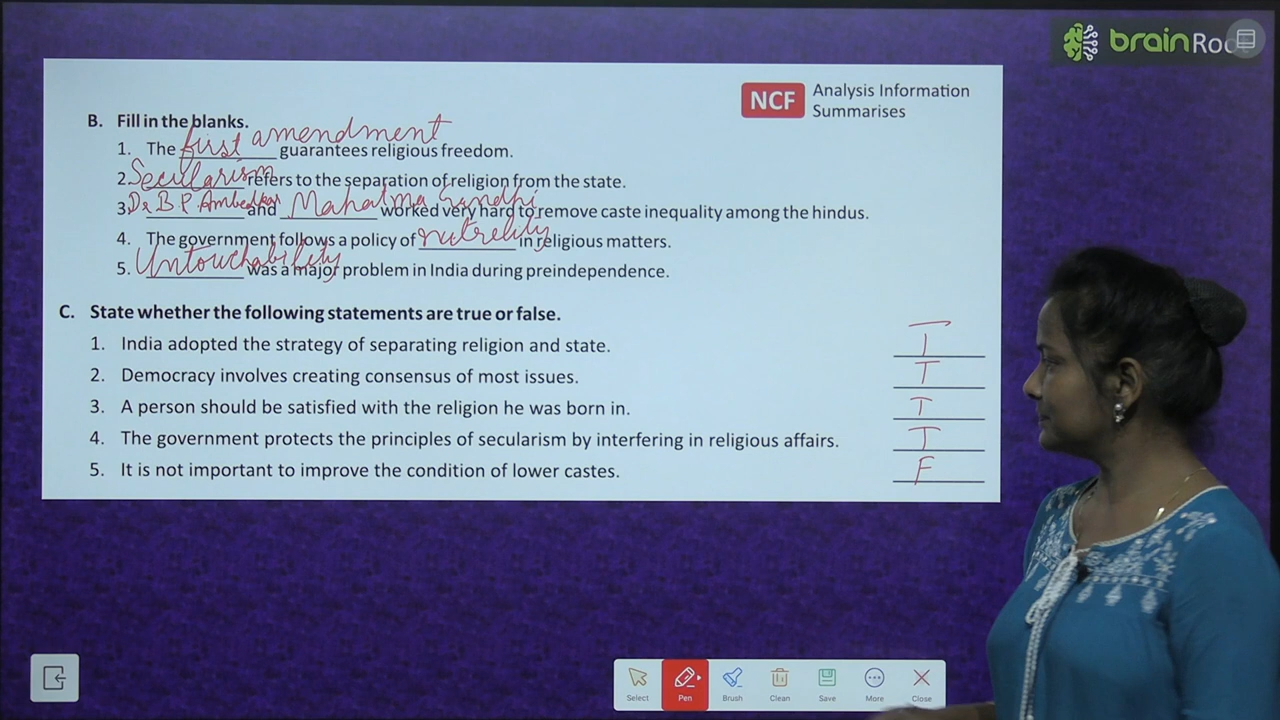 brainRoo
NCF Analysis Information
Summarises
B. Fill in the blanks.
1. The first amendment guarantees religious freedom.
2. Secularism refers to the separation of religion from the state.
3. Dr B P Ambedkar and Mahatma Gandhi worked very hard to remove caste inequality among the hindus.
4. The government follows a policy of nutrelity in religious matters.
5. Untouchability was a major problem in India during preindependence.
C. State whether the following statements are true or false.
1. India adopted the strategy of separating religion and state. T
2. Democracy involves creating consensus of most issues. T
3. A person should be satisfied with the religion he was born in. T
4. The government protects the principles of secularism by interfering in religious affairs. T
5. It is not important to improve the condition of lower castes. F
Select Pen Brush Clean Save More Close